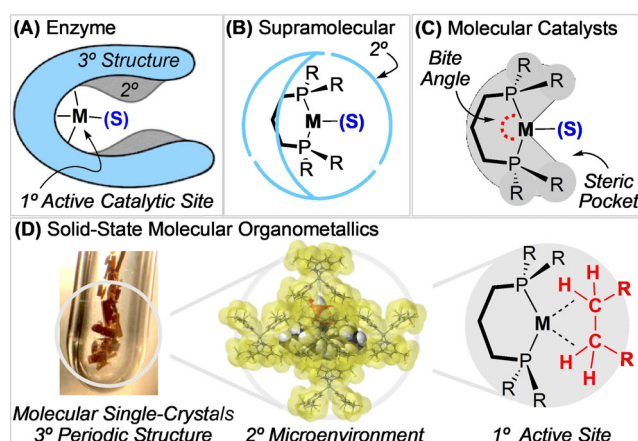 (A) Enzyme
3º Structure
2º
M
(S)
1º Active Catalytic Site
(B) Supramolecular
2º
R
R
P
M
(S)
P
R
R
(C) Molecular Catalysts
Bite
Angle
R
R
P
M
(S)
P
R
R
Steric
Pocket
(D) Solid-State Molecular Organometallics
Molecular Single-Crystals
3º Periodic Structure
2º Microenvironment
R
R
P
M
P
R
R
H
H
C
R
C
R
H
H
1º Active Site